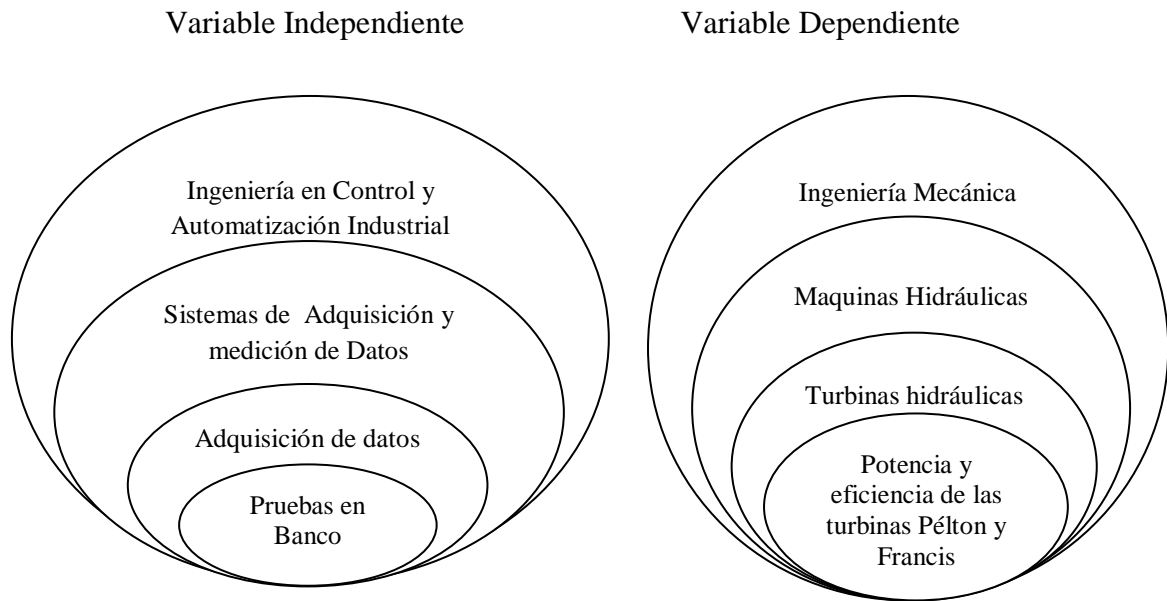 Variable Independiente
Variable Dependiente
Ingeniería en Control y
Automatización Industrial
Sistemas de Adquisición y
medición de Datos
Adquisición de datos
Pruebas en
Banco
Ingeniería Mecánica
Maquinas Hidráulicas
Turbinas hidráulicas
Potencia y
eficiencia de las
turbinas Pélton y
Francis